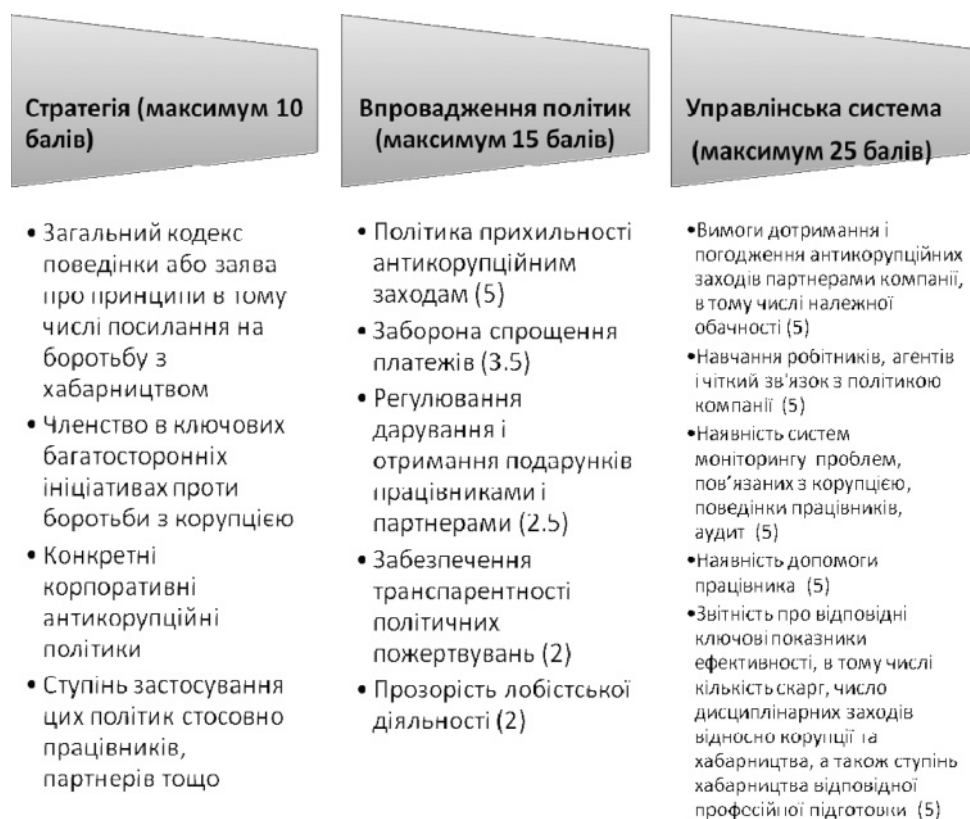 Стратегія (максимум 10
балів)
• Загальний кодекс
поведінки або заява
про принципи в тому
числі посилання на
боротьбу з
хабарництвом
• Членство в ключових
багатосторонніх
ініціативах проти
боротьби з корупцією
• Конкретні
корпоративні
антикорупційні
політики
• Ступінь застосування
цих політик стосовно
працівників,
партнерів тощо
Впровадження політик
(максимум 15 балів)
• Політика прихильності
антикорупційним
заходам (5)
• Заборона спрощення
платежів (3.5)
• Регулювання
дарування і
отримання подарунків
працівниками і
партнерами (2.5)
• Забезпечення
транспарентності
політичних
пожертвувань (2)
• Прозорість лобістської
діяльності (2)
Управлінська система
(максимум 25 балів)
•Вимоги дотримання і
погодження антикорупційних
заходів партнерами компанії,
в тому числі належної
обачності (5)
•Навчання робітників, агентів
і чіткий зв'язок з політикою
компанії (5)
•Наявність систем
моніторингу проблем,
пов’язаних з корупцією,
поведінки працівників,
аудит (5)
•Наявність допомоги
працівника (5)
•Звітність про відповідні
ключові показники
ефективності, в тому числі
кількість скарг, число
дисциплінарних заходів
відносно корупції та
хабарництва, а також ступінь
хабарництва відповідної
професійної підготовки (5)